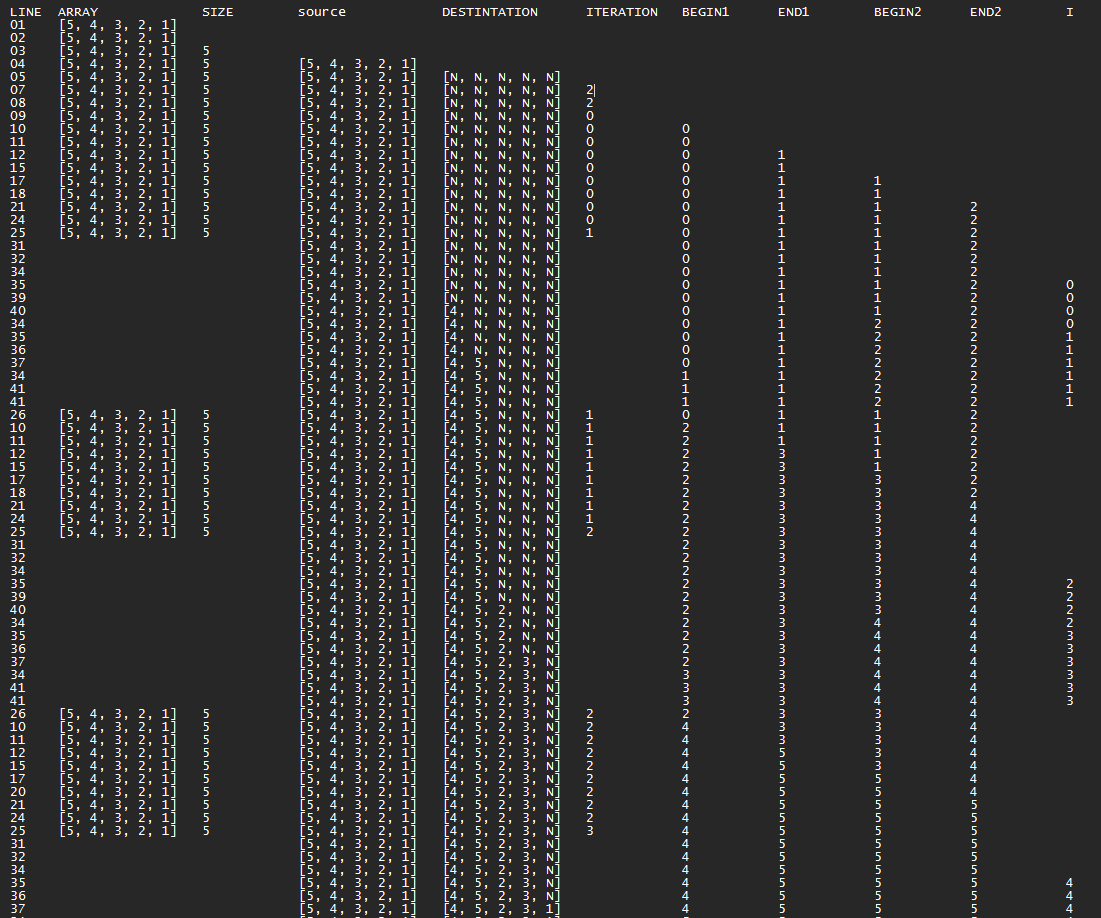 LINE ARRAY SIZE source DESTINTATION ITERATION BEGIN1 END1 BEGIN2 END2 I
01 [5, 4, 3, 2, 1]
02 [5, 4, 3, 2, 1]
03 [5, 4, 3, 2, 1] 5
04 [5, 4, 3, 2, 1] 5 [5, 4, 3, 2, 1]
05 [5, 4, 3, 2, 1] 5 [5, 4, 3, 2, 1] [N, N, N, N, N]
07 [5, 4, 3, 2, 1] 5 [5, 4, 3, 2, 1] [N, N, N, N, N] 2
08 [5, 4, 3, 2, 1] 5 [5, 4, 3, 2, 1] [N, N, N, N, N] 2
09 [5, 4, 3, 2, 1] 5 [5, 4, 3, 2, 1] [N, N, N, N, N] 0
10 [5, 4, 3, 2, 1] 5 [5, 4, 3, 2, 1] [N, N, N, N, N] 0 0
11 [5, 4, 3, 2, 1] 5 [5, 4, 3, 2, 1] [N, N, N, N, N] 0 0
12 [5, 4, 3, 2, 1] 5 [5, 4, 3, 2, 1] [N, N, N, N, N] 0 0 1
15 [5, 4, 3, 2, 1] 5 [5, 4, 3, 2, 1] [N, N, N, N, N] 0 0 1
17 [5, 4, 3, 2, 1] 5 [5, 4, 3, 2, 1] [N, N, N, N, N] 0 0 1 1
18 [5, 4, 3, 2, 1] 5 [5, 4, 3, 2, 1] [N, N, N, N, N] 0 0 1 1
21 [5, 4, 3, 2, 1] 5 [5, 4, 3, 2, 1] [N, N, N, N, N] 0 0 1 1 2
24 [5, 4, 3, 2, 1] 5 [5, 4, 3, 2, 1] [N, N, N, N, N] 0 0 1 1 2
25 [5, 4, 3, 2, 1] 5 [5, 4, 3, 2, 1] [N, N, N, N, N] 1 0 1 1 2
31 [5, 4, 3, 2, 1] [N, N, N, N, N] 0 1 1 2
32 [5, 4, 3, 2, 1] [N, N, N, N, N] 0 1 1 2
34 [5, 4, 3, 2, 1] [N, N, N, N, N] 0 1 1 2
35 [5, 4, 3, 2, 1] [N, N, N, N, N] 0 1 1 2 0
39 [5, 4, 3, 2, 1] [N, N, N, N, N] 0 1 1 2 0
40 [5, 4, 3, 2, 1] [4, N, N, N, N] 0 1 1 2 0
34 [5, 4, 3, 2, 1] [4, N, N, N, N] 0 1 2 2 0
35 [5, 4, 3, 2, 1] [4, N, N, N, N] 0 1 2 2 1
36 [5, 4, 3, 2, 1] [4, N, N, N, N] 0 1 2 2 1
37 [5, 4, 3, 2, 1] [4, 5, N, N, N] 0 1 2 2 1
34 [5, 4, 3, 2, 1] [4, 5, N, N, N] 1 1 2 2 1
41 [5, 4, 3, 2, 1] [4, 5, N, N, N] 1 1 2 2 1
41 [5, 4, 3, 2, 1] [4, 5, N, N, N] 1 1 2 2 1
26 [5, 4, 3, 2, 1] 5 [5, 4, 3, 2, 1] [4, 5, N, N, N] 1 0 1 1 2
10 [5, 4, 3, 2, 1] 5 [5, 4, 3, 2, 1] [4, 5, N, N, N] 1 2 1 1 2
11 [5, 4, 3, 2, 1] 5 [5, 4, 3, 2, 1] [4, 5, N, N, N] 1 2 1 1 2
12 [5, 4, 3, 2, 1] 5 [5, 4, 3, 2, 1] [4, 5, N, N, N] 1 2 3 1 2
15 [5, 4, 3, 2, 1] 5 [5, 4, 3, 2, 1] [4, 5, N, N, N] 1 2 3 1 2
17 [5, 4, 3, 2, 1] 5 [5, 4, 3, 2, 1] [4, 5, N, N, N] 1 2 3 3 2
18 [5, 4, 3, 2, 1] 5 [5, 4, 3, 2, 1] [4, 5, N, N, N] 1 2 3 3 2
21 [5, 4, 3, 2, 1] 5 [5, 4, 3, 2, 1] [4, 5, N, N, N] 1 2 3 3 4
24 [5, 4, 3, 2, 1] 5 [5, 4, 3, 2, 1] [4, 5, N, N, N] 1 2 3 3 4
25 [5, 4, 3, 2, 1] 5 [5, 4, 3, 2, 1] [4, 5, N, N, N] 2 2 3 3 4
31 [5, 4, 3, 2, 1] [4, 5, N, N, N] 2 3 3 4
32 [5, 4, 3, 2, 1] [4, 5, N, N, N] 2 3 3 4
34 [5, 4, 3, 2, 1] [4, 5, N, N, N] 2 3 3 4
35 [5, 4, 3, 2, 1] [4, 5, N, N, N] 2 3 3 4 2
39 [5, 4, 3, 2, 1] [4, 5, N, N, N] 2 3 3 4 2
40 [5, 4, 3, 2, 1] [4, 5, 2, N, N] 2 3 3 4 2
34 [5, 4, 3, 2, 1] [4, 5, 2, N, N] 2 3 4 4 2
35 [5, 4, 3, 2, 1] [4, 5, 2, N, N] 2 3 4 4 3
36 [5, 4, 3, 2, 1] [4, 5, 2, N, N] 2 3 4 4 3
37 [5, 4, 3, 2, 1] [4, 5, 2, 3, N] 2 3 4 4 3
34 [5, 4, 3, 2, 1] [4, 5, 2, 3, N] 3 3 4 4 3
41 [5, 4, 3, 2, 1] [4, 5, 2, 3, N] 3 3 4 4 3
41 [5, 4, 3, 2, 1] [4, 5, 2, 3, N] 3 3 4 4 3
26 [5, 4, 3, 2, 1] 5 [5, 4, 3, 2, 1] [4, 5, 2, 3, N] 2 2 3 3 4
10 [5, 4, 3, 2, 1] 5 [5, 4, 3, 2, 1] [4, 5, 2, 3, N] 2 4 3 3 4
11 [5, 4, 3, 2, 1] 5 [5, 4, 3, 2, 1] [4, 5, 2, 3, N] 2 4 3 3 4
12 [5, 4, 3, 2, 1] 5 [5, 4, 3, 2, 1] [4, 5, 2, 3, N] 2 4 5 3 4
15 [5, 4, 3, 2, 1] 5 [5, 4, 3, 2, 1] [4, 5, 2, 3, N] 2 4 5 3 4
17 [5, 4, 3, 2, 1] 5 [5, 4, 3, 2, 1] [4, 5, 2, 3, N] 2 4 5 5 4
20 [5, 4, 3, 2, 1] 5 [5, 4, 3, 2, 1] [4, 5, 2, 3, N] 2 4 5 5 4
21 [5, 4, 3, 2, 1] 5 [5, 4, 3, 2, 1] [4, 5, 2, 3, N] 2 4 5 5 5
24 [5, 4, 3, 2, 1] 5 [5, 4, 3, 2, 1] [4, 5, 2, 3, N] 2 4 5 5 5
25 [5, 4, 3, 2, 1] 5 [5, 4, 3, 2, 1] [4, 5, 2, 3, N] 3 4 5 5 5
31 [5, 4, 3, 2, 1] [4, 5, 2, 3, N] 4 5 5 5
32 [5, 4, 3, 2, 1] [4, 5, 2, 3, N] 4 5 5 5
34 [5, 4, 3, 2, 1] [4, 5, 2, 3, N] 4 5 5 5
35 [5, 4, 3, 2, 1] [4, 5, 2, 3, N] 4 5 5 5 4
36 [5, 4, 3, 2, 1] [4, 5, 2, 3, N] 4 5 5 5 4
37 [5, 4, 3, 2, 1] [4, 5, 2, 3, 1] 4 5 5 5 4